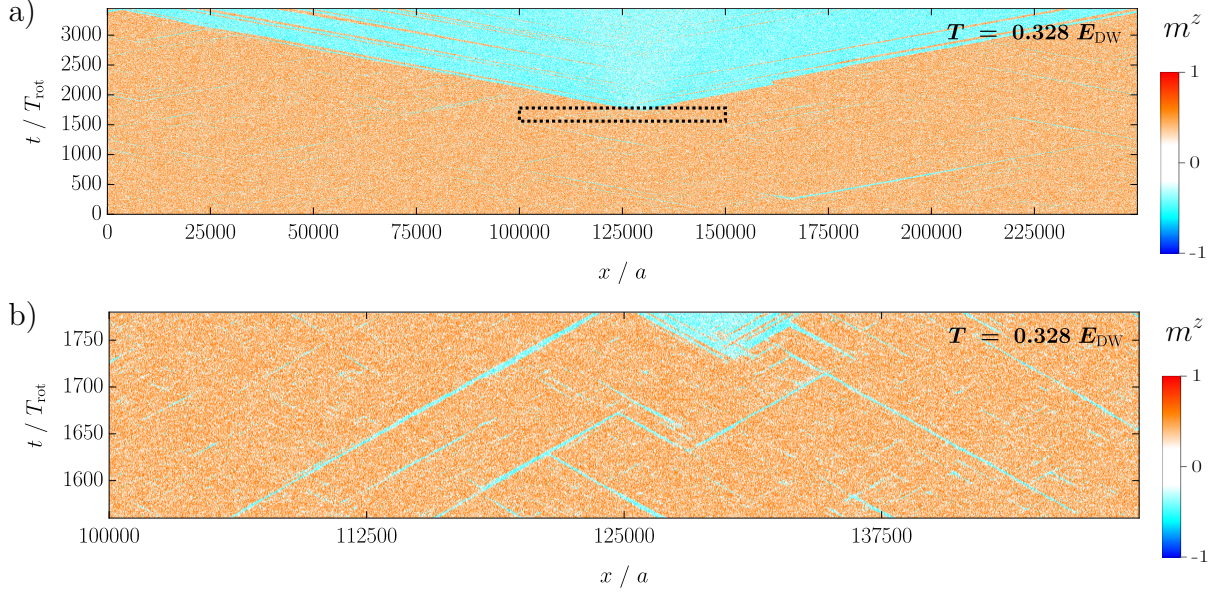 a)
T = 0.328 E_DW
m^z
1
0
-1
t / T_rot
3000
2500
2000
1500
1000
500
0
0 25000 50000 75000 100000 125000 150000 175000 200000 225000
x / a
b)
T = 0.328 E_DW
m^z
1
0
-1
t / T_rot
1750
1700
1650
1600
100000 112500 125000 137500
x / a